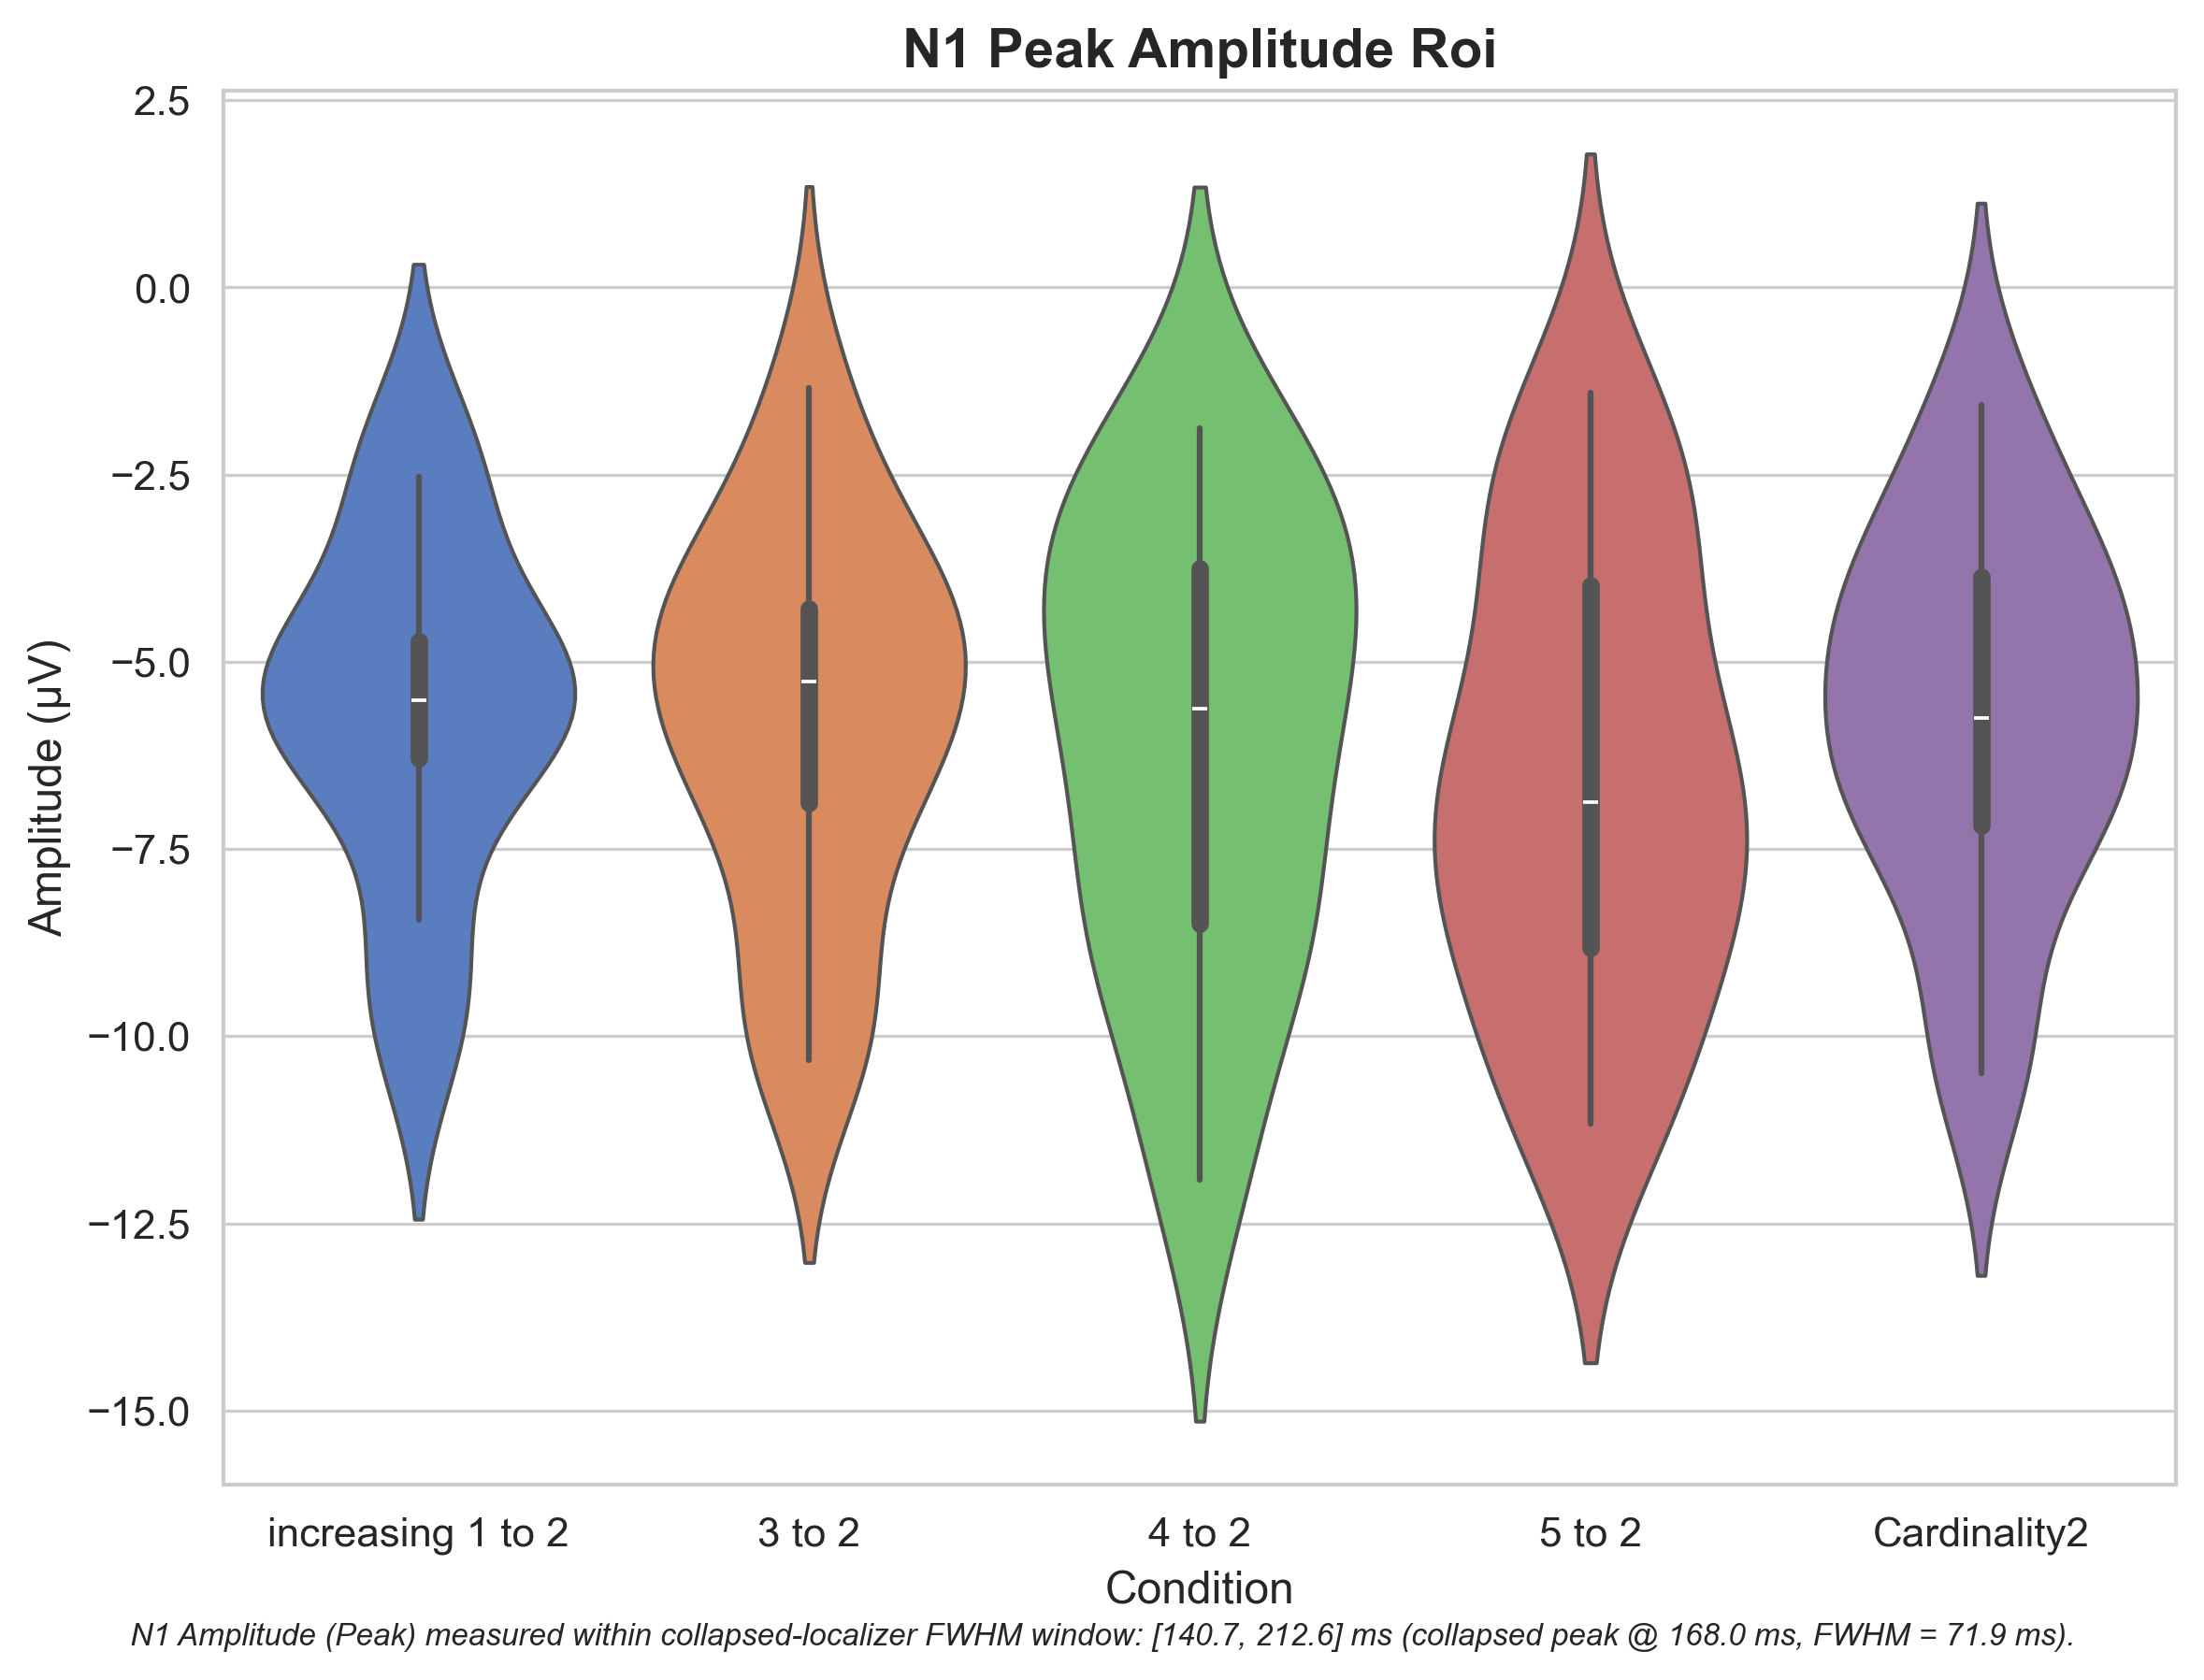 N1 Peak Amplitude Roi
2.5
0.0
−2.5
−5.0
−7.5
−10.0
−12.5
−15.0
Amplitude (µV)
increasing 1 to 2
3 to 2
4 to 2
5 to 2
Cardinality2
Condition
N1 Amplitude (Peak) measured within collapsed-localizer FWHM window: [140.7, 212.6] ms (collapsed peak @ 168.0 ms, FWHM = 71.9 ms).